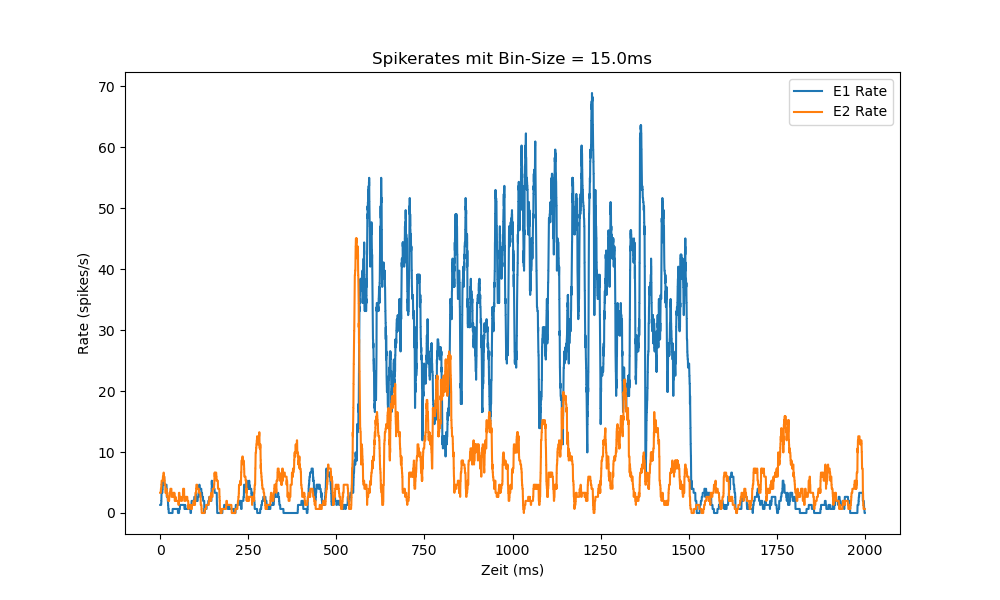 Spikerates mit Bin-Size = 15.0ms
E1 Rate
E2 Rate
70
60
50
40
30
20
10
0
Rate (spikes/s)
0 250 500 750 1000 1250 1500 1750 2000
Zeit (ms)